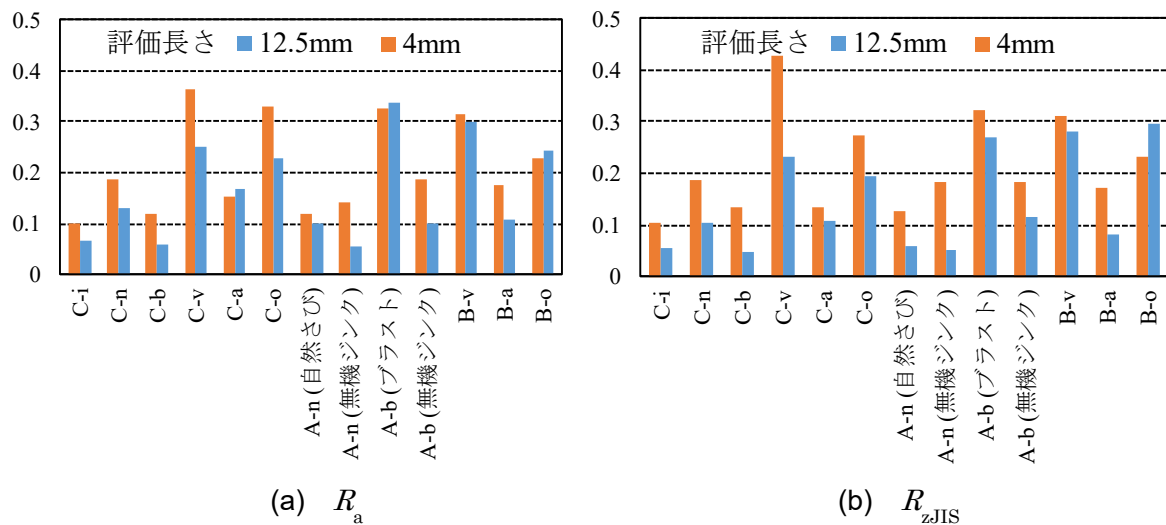 評価長さ 12.5mm 4mm
0.5
0.4
0.3
0.2
0.1
0
C-i
C-n
C-b
C-v
C-a
C-o
A-n (自然さび)
A-n (無機ジンク)
A-b (ブラスト)
A-b (無機ジンク)
B-v
B-a
B-o
(a) Ra
評価長さ 12.5mm 4mm
0.5
0.4
0.3
0.2
0.1
0
C-i
C-n
C-b
C-v
C-a
C-o
A-n (自然さび)
A-n (無機ジンク)
A-b (ブラスト)
A-b (無機ジンク)
B-v
B-a
B-o
(b) RzJIS